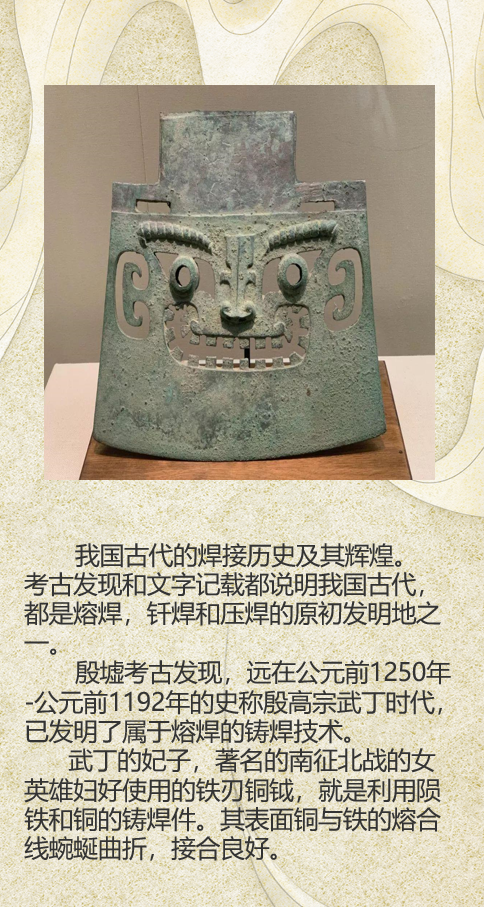 我国古代的焊接历史及其辉煌。
考古发现和文字记载都说明我国古代，
都是熔焊，钎焊和压焊的原初发明地之
一。
殷墟考古发现，远在公元前1250年
-公元前1192年的史称殷高宗武丁时代，
已发明了属于熔焊的铸焊技术。
武丁的妃子，著名的南征北战的女
英雄妇好使用的铁刃铜钺，就是利用陨
铁和铜的铸焊件。其表面铜与铁的熔合
线蜿蜒曲折，接合良好。